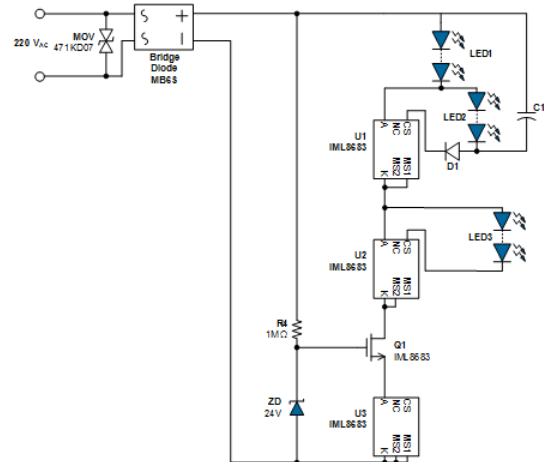 MOV
220 VAC 471KD07
S +
S −
Bridge
Diode
MB6S
LED1
LED2
C1
D1
U1
IML8683
A NC CS
K MS2 MS1
LED3
U2
IML8683
A NC CS
K MS2 MS1
R4
1MΩ
Q1
IML8683
ZD
24V
U3
IML8683
A NC CS
K MS2 MS1